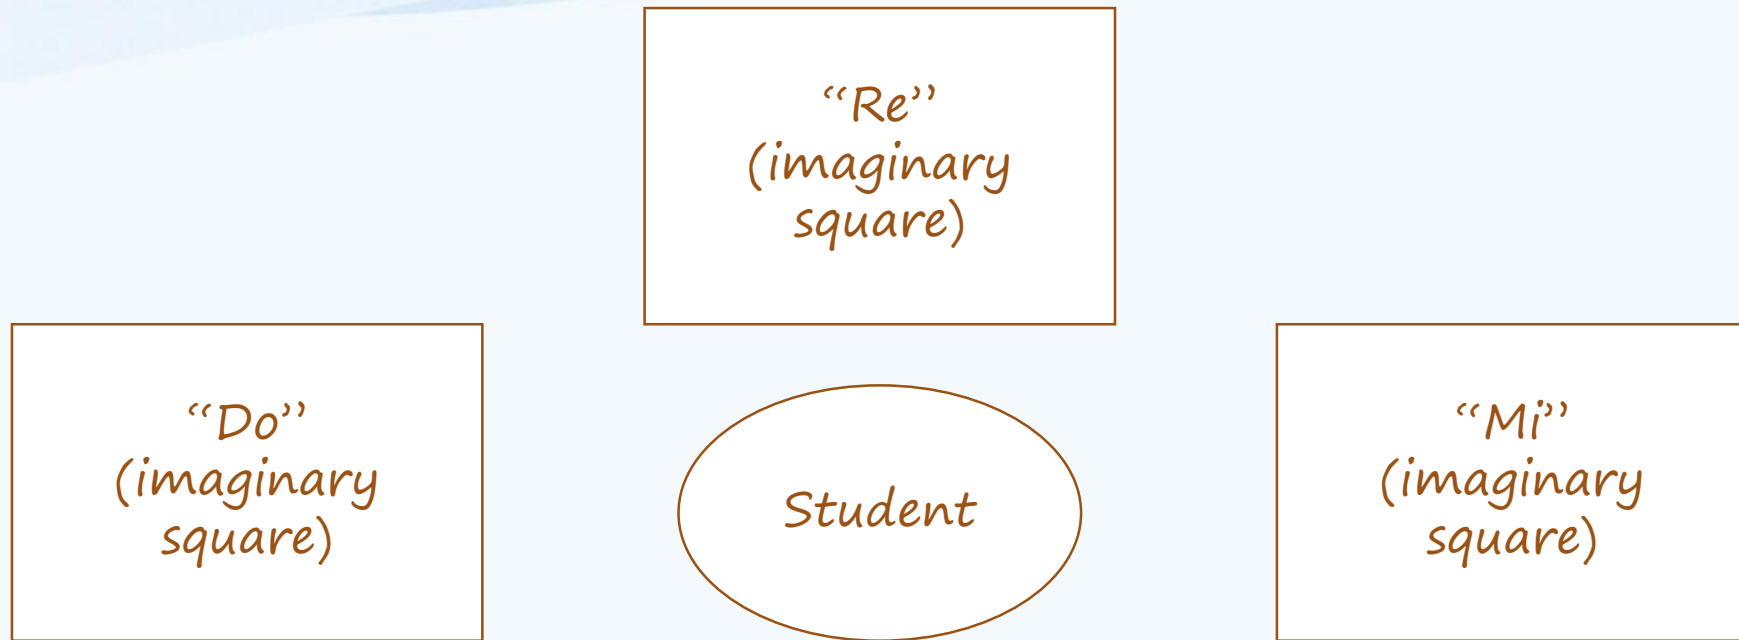 “Re”
(imaginary
square)
“Do”
(imaginary
square)
Student
“Mi”
(imaginary
square)